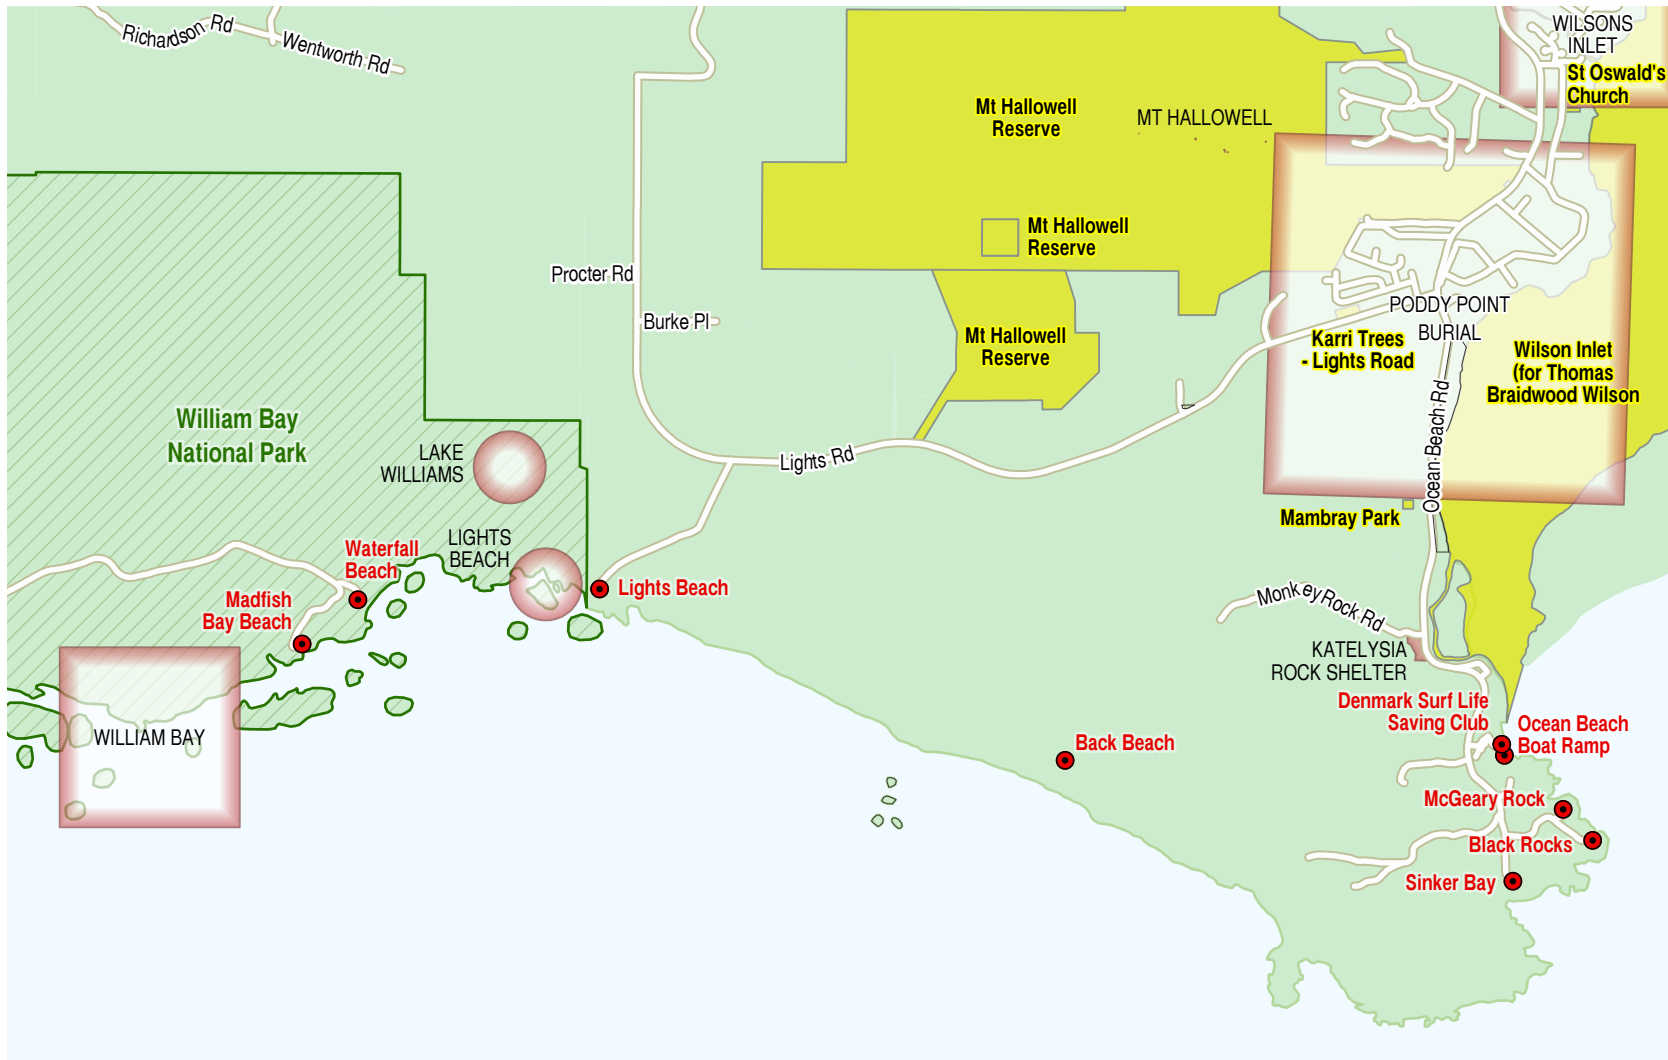 Richardson Rd
Wentworth Rd
WILSONS
INLET
St Oswald's
Church
Mt Hallowell
Reserve
MT HALLOWELL
Mt Hallowell
Reserve
Procter Rd
Burke Pl
Mt Hallowell
Reserve
PODDY POINT
BURIAL
Karri Trees
- Lights Road
Wilson Inlet
(for Thomas
Braidwood Wilson
Ocean Beach Rd
William Bay
National Park
LAKE
WILLIAMS
Lights Rd
Mambray Park
LIGHTS
BEACH
Waterfall
Beach
Lights Beach
Madfish
Bay Beach
Monkey Rock Rd
KATELYSIA
ROCK SHELTER
Denmark Surf Life
Saving Club
Ocean Beach
Boat Ramp
WILLIAM BAY
Back Beach
McGeary Rock
Black Rocks
Sinker Bay